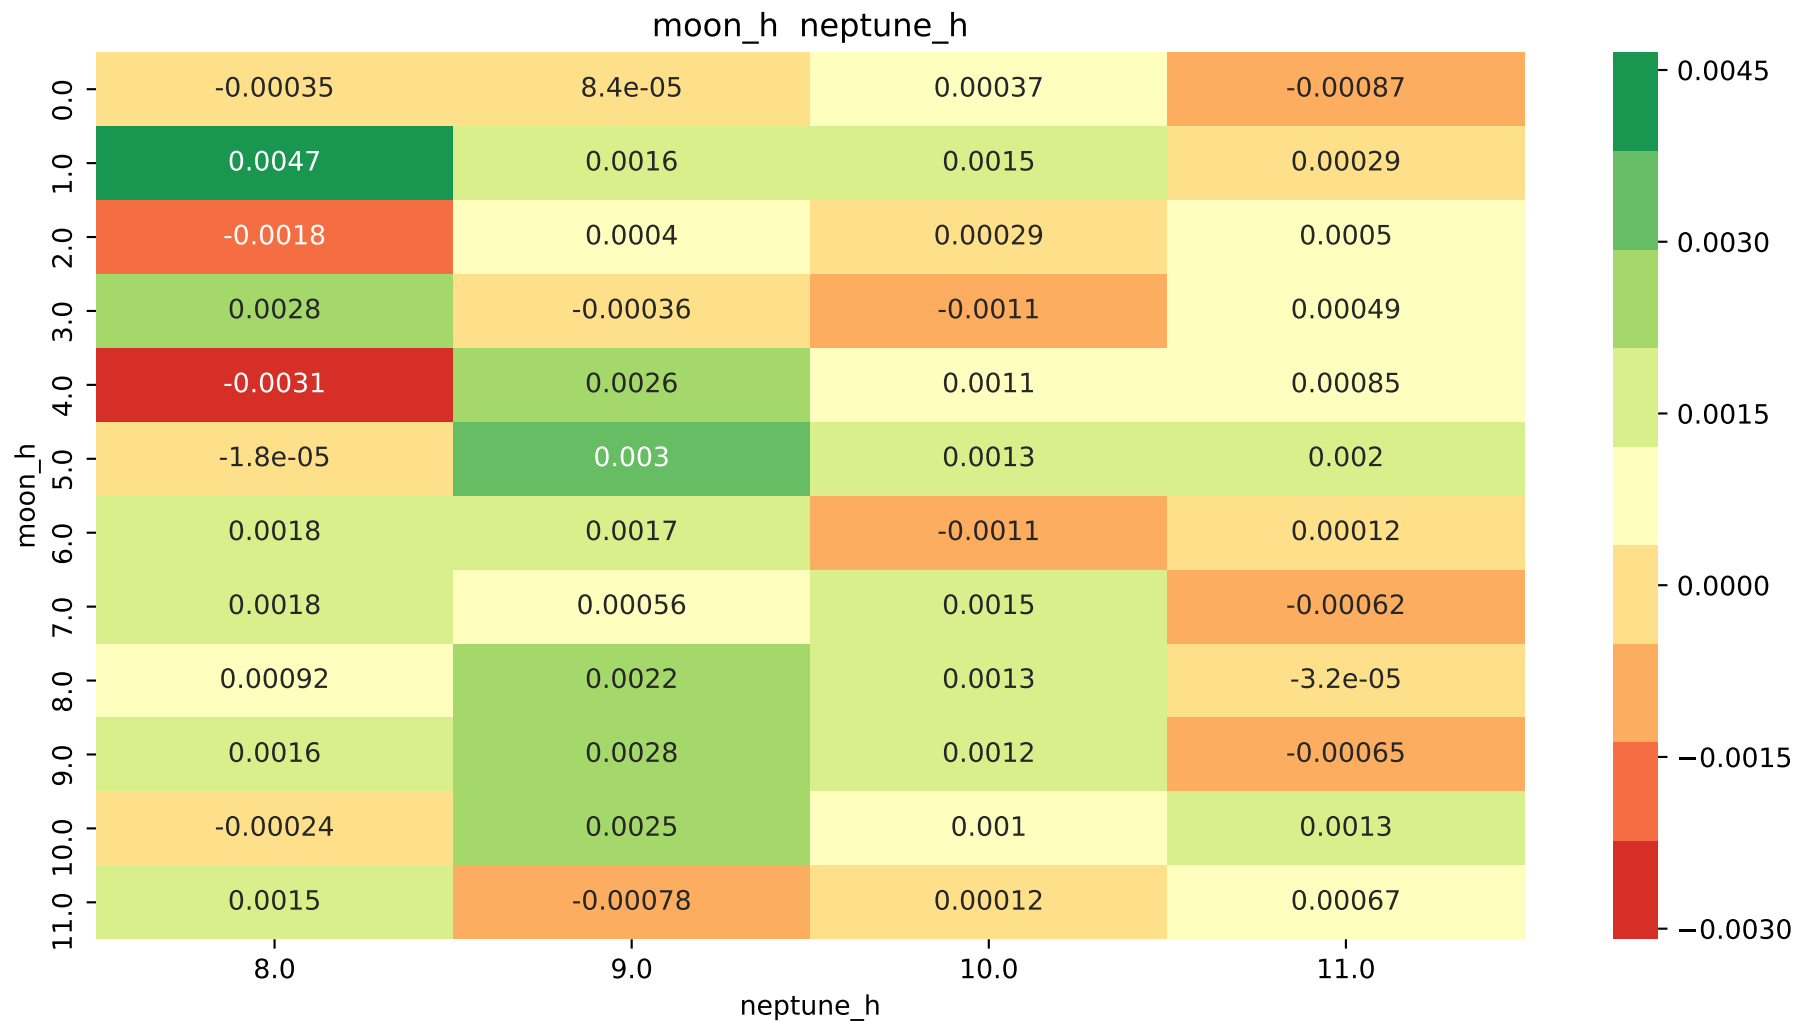 moon_h  neptune_h
0.0 -0.00035 8.4e-05 0.00037 -0.00087
1.0 0.0047 0.0016 0.0015 0.00029
2.0 -0.0018 0.0004 0.00029 0.0005
3.0 0.0028 -0.00036 -0.0011 0.00049
4.0 -0.0031 0.0026 0.0011 0.00085
5.0 -1.8e-05 0.003 0.0013 0.002
6.0 0.0018 0.0017 -0.0011 0.00012
7.0 0.0018 0.00056 0.0015 -0.00062
8.0 0.00092 0.0022 0.0013 -3.2e-05
9.0 0.0016 0.0028 0.0012 -0.00065
10.0 -0.00024 0.0025 0.001 0.0013
11.0 0.0015 -0.00078 0.00012 0.00067
8.0 9.0 10.0 11.0
neptune_h
moon_h
0.0045
0.0030
0.0015
0.0000
−0.0015
−0.0030